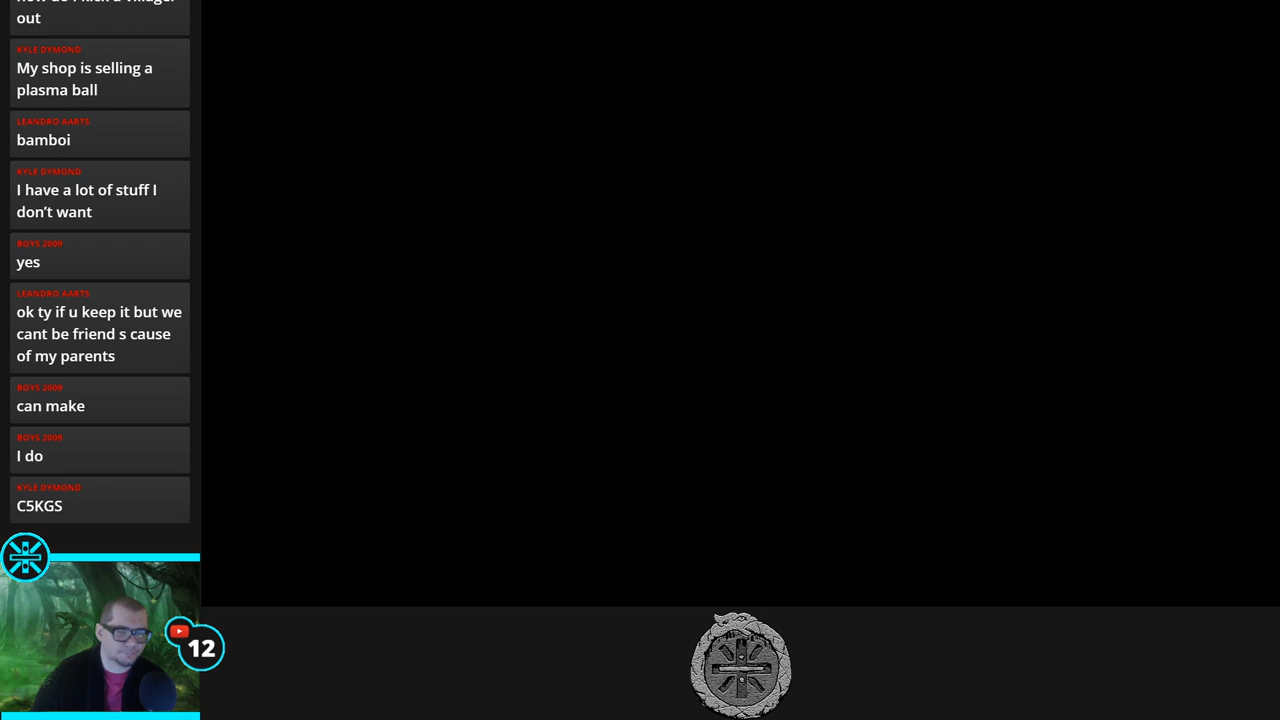 out
KYLE DYMOND
My shop is selling a
plasma ball
LEANDRO AARTS
bamboi
KYLE DYMOND
I have a lot of stuff I
don't want
BOYS 2009
yes
LEANDRO AARTS
ok ty if u keep it but we
cant be friend s cause
of my parents
BOYS 2009
can make
BOYS 2009
I do
KYLE DYMOND
C5KGS
12